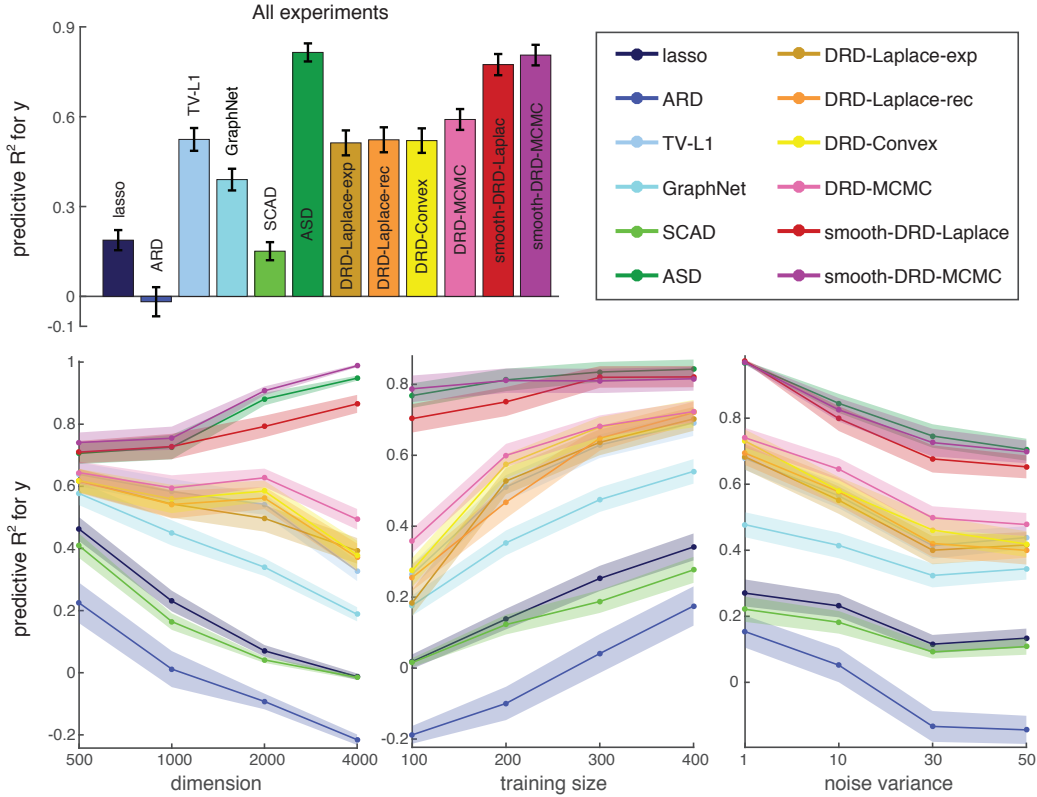 All experiments
predictive R² for y
0.9
0.6
0.3
0
-0.1
lasso
ARD
TV-L1
GraphNet
SCAD
ASD
DRD-Laplace-exp
DRD-Laplace-rec
DRD-Convex
DRD-MCMC
smooth-DRD-Laplac
smooth-DRD-MCMC
lasso
ARD
TV-L1
GraphNet
SCAD
ASD
DRD-Laplace-exp
DRD-Laplace-rec
DRD-Convex
DRD-MCMC
smooth-DRD-Laplace
smooth-DRD-MCMC
predictive R² for y
1
0.8
0.6
0.4
0.2
0
-0.2
500 1000 2000 4000
dimension
0.8
0.6
0.4
0.2
0
-0.2
100 200 300 400
training size
0.8
0.6
0.4
0.2
0
1 10 30 50
noise variance